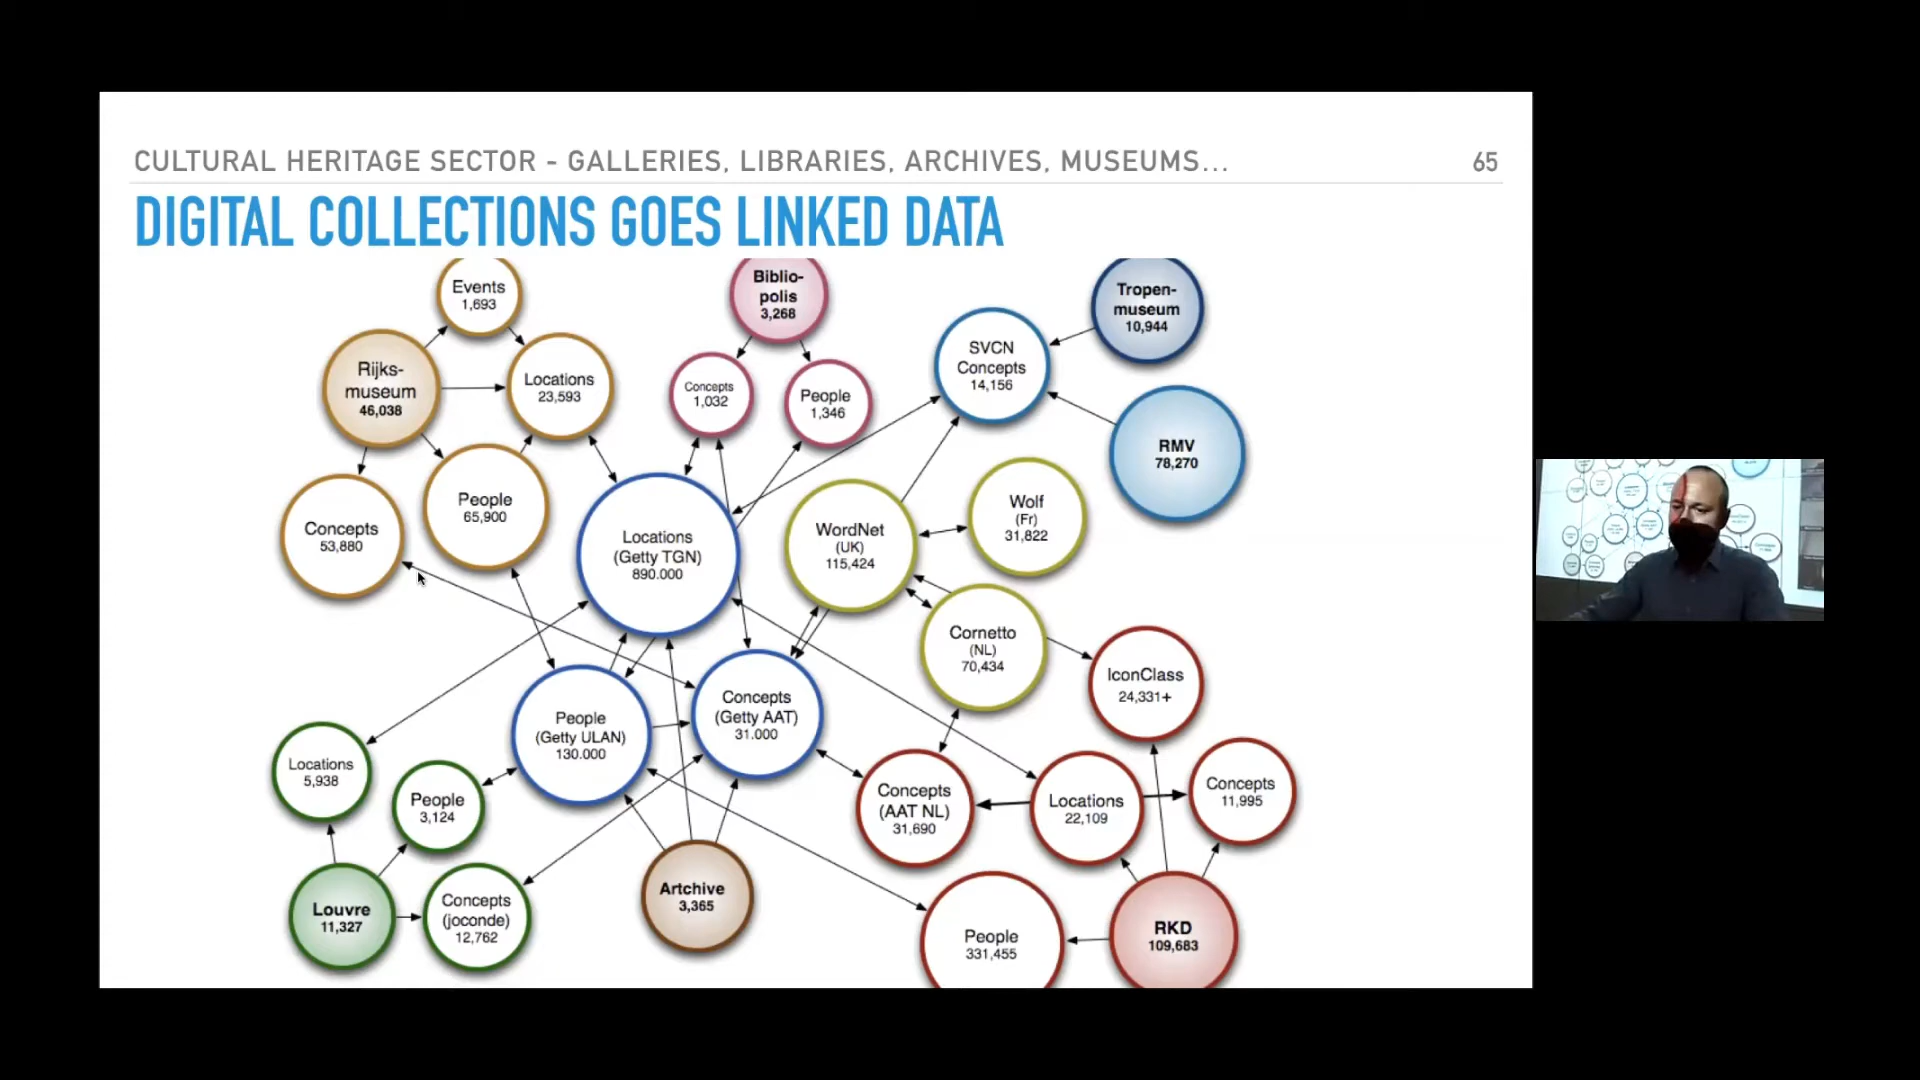 CULTURAL HERITAGE SECTOR - GALLERIES, LIBRARIES, ARCHIVES, MUSEUMS...
65
DIGITAL COLLECTIONS GOES LINKED DATA
Events
1,693
Biblio-
polis
3,268
Tropen-
museum
10,944
Rijks-
museum
46,038
Locations
23,593
Concepts
1,032
People
1,346
SVCN
Concepts
14,156
RMV
78,270
Concepts
53,880
People
65,900
Locations
(Getty TGN)
890.000
WordNet
(UK)
115,424
Wolf
(Fr)
31,822
Cornetto
(NL)
70,434
IconClass
24,331+
Locations
5,938
People
3,124
People
(Getty ULAN)
130.000
Concepts
(Getty AAT)
31.000
Concepts
(AAT NL)
31,690
Locations
22,109
Concepts
11,995
Louvre
11,327
Concepts
(joconde)
12,762
Artchive
3,365
People
331,455
RKD
109,683